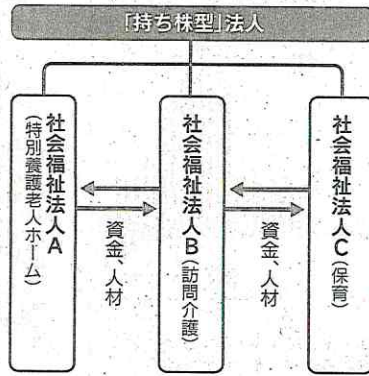 「持ち株型」法人
社会福祉法人A
(特別養護老人ホーム)
資金、人材
社会福祉法人B(訪問介護)
資金、人材
社会福祉法人C(保育)